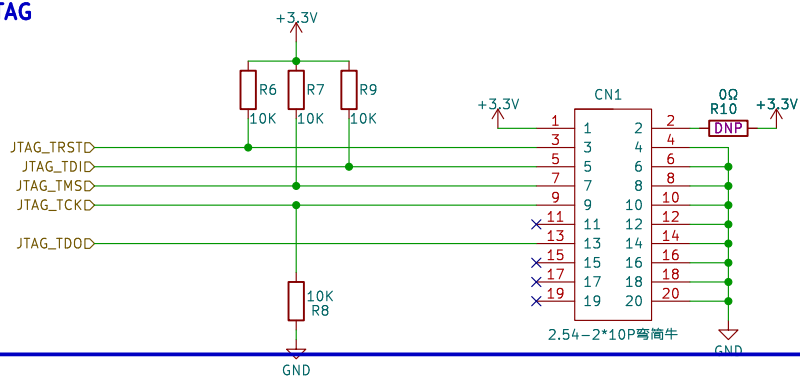 JTAG
+3.3V
R6
R7
R9
10K
10K
10K
+3.3V
CN1
0Ω
R10
DNP
+3.3V
JTAG_TRST
JTAG_TDI
JTAG_TMS
JTAG_TCK
JTAG_TDO
1 1 2 2
3 3 4 4
5 5 6 6
7 7 8 8
9 9 10 10
11 11 12 12
13 13 14 14
15 15 16 16
17 17 18 18
19 19 20 20
10K
R8
2.54-2*10P弯简牛
GND
GND